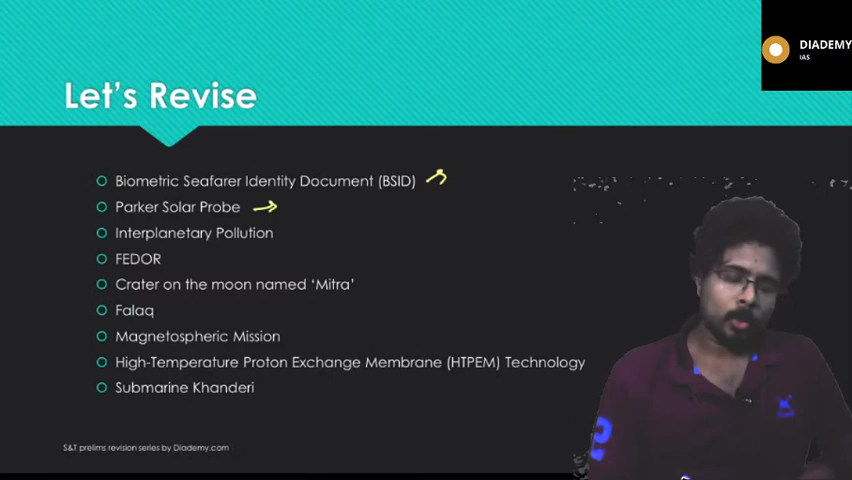 DIADEMY
IAS
Let's Revise
Biometric Seafarer Identity Document (BSID)
Parker Solar Probe
Interplanetary Pollution
FEDOR
Crater on the moon named 'Mitra'
Falaq
Magnetospheric Mission
High-Temperature Proton Exchange Membrane (HTPEM) Technology
Submarine Khanderi
S&T prelims revision series by Diademy.com
2